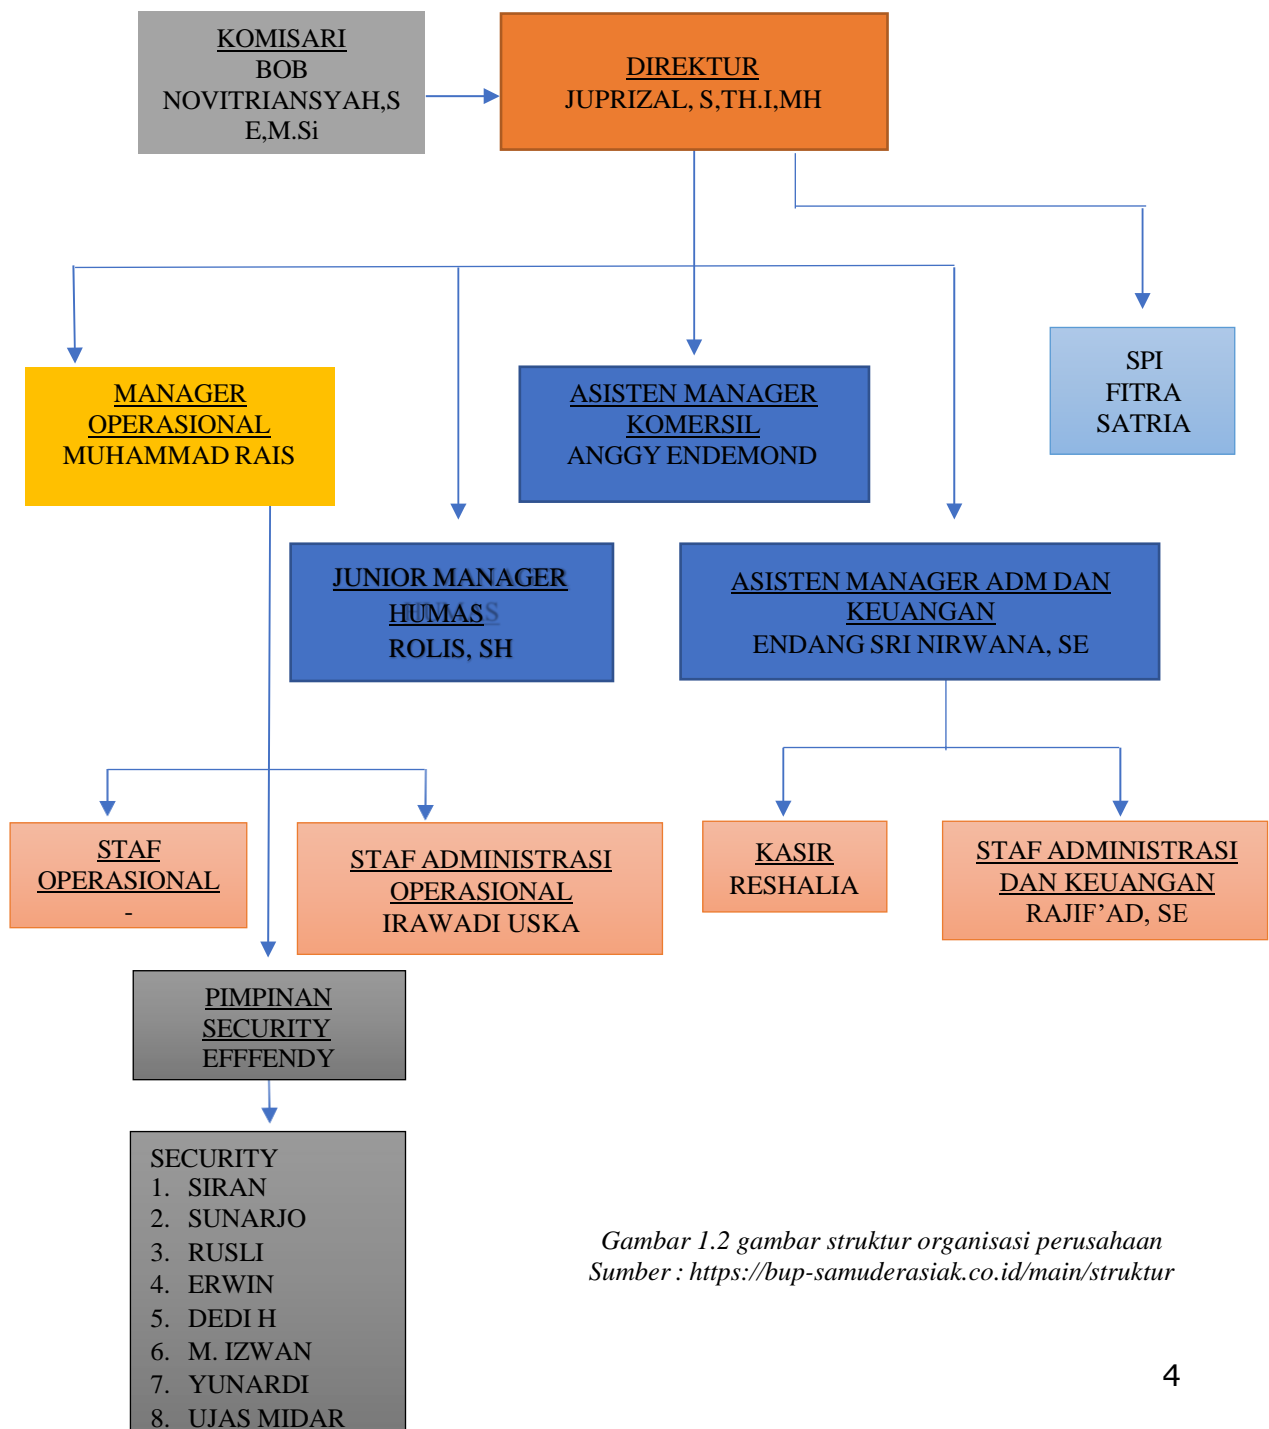 KOMISARI
BOB
NOVITRIANSYAH,S
E,M.Si
DIREKTUR
JUPRIZAL, S,TH.I,MH
SPI
FITRA
SATRIA
MANAGER
OPERASIONAL
MUHAMMAD RAIS
ASISTEN MANAGER
KOMERSIL
ANGGY ENDEMOND
JUNIOR MANAGER
HUMAS
ROLIS, SH
ASISTEN MANAGER ADM DAN
KEUANGAN
ENDANG SRI NIRWANA, SE
STAF
OPERASIONAL
-
STAF ADMINISTRASI
OPERASIONAL
IRAWADI USKA
KASIR
RESHALIA
STAF ADMINISTRASI
DAN KEUANGAN
RAJIF’AD, SE
PIMPINAN
SECURITY
EFFFENDY
SECURITY
1. SIRAN
2. SUNARJO
3. RUSLI
4. ERWIN
5. DEDI H
6. M. IZWAN
7. YUNARDI
8. UJAS MIDAR
Gambar 1.2 gambar struktur organisasi perusahaan
Sumber : https://bup-samuderasiak.co.id/main/struktur
4